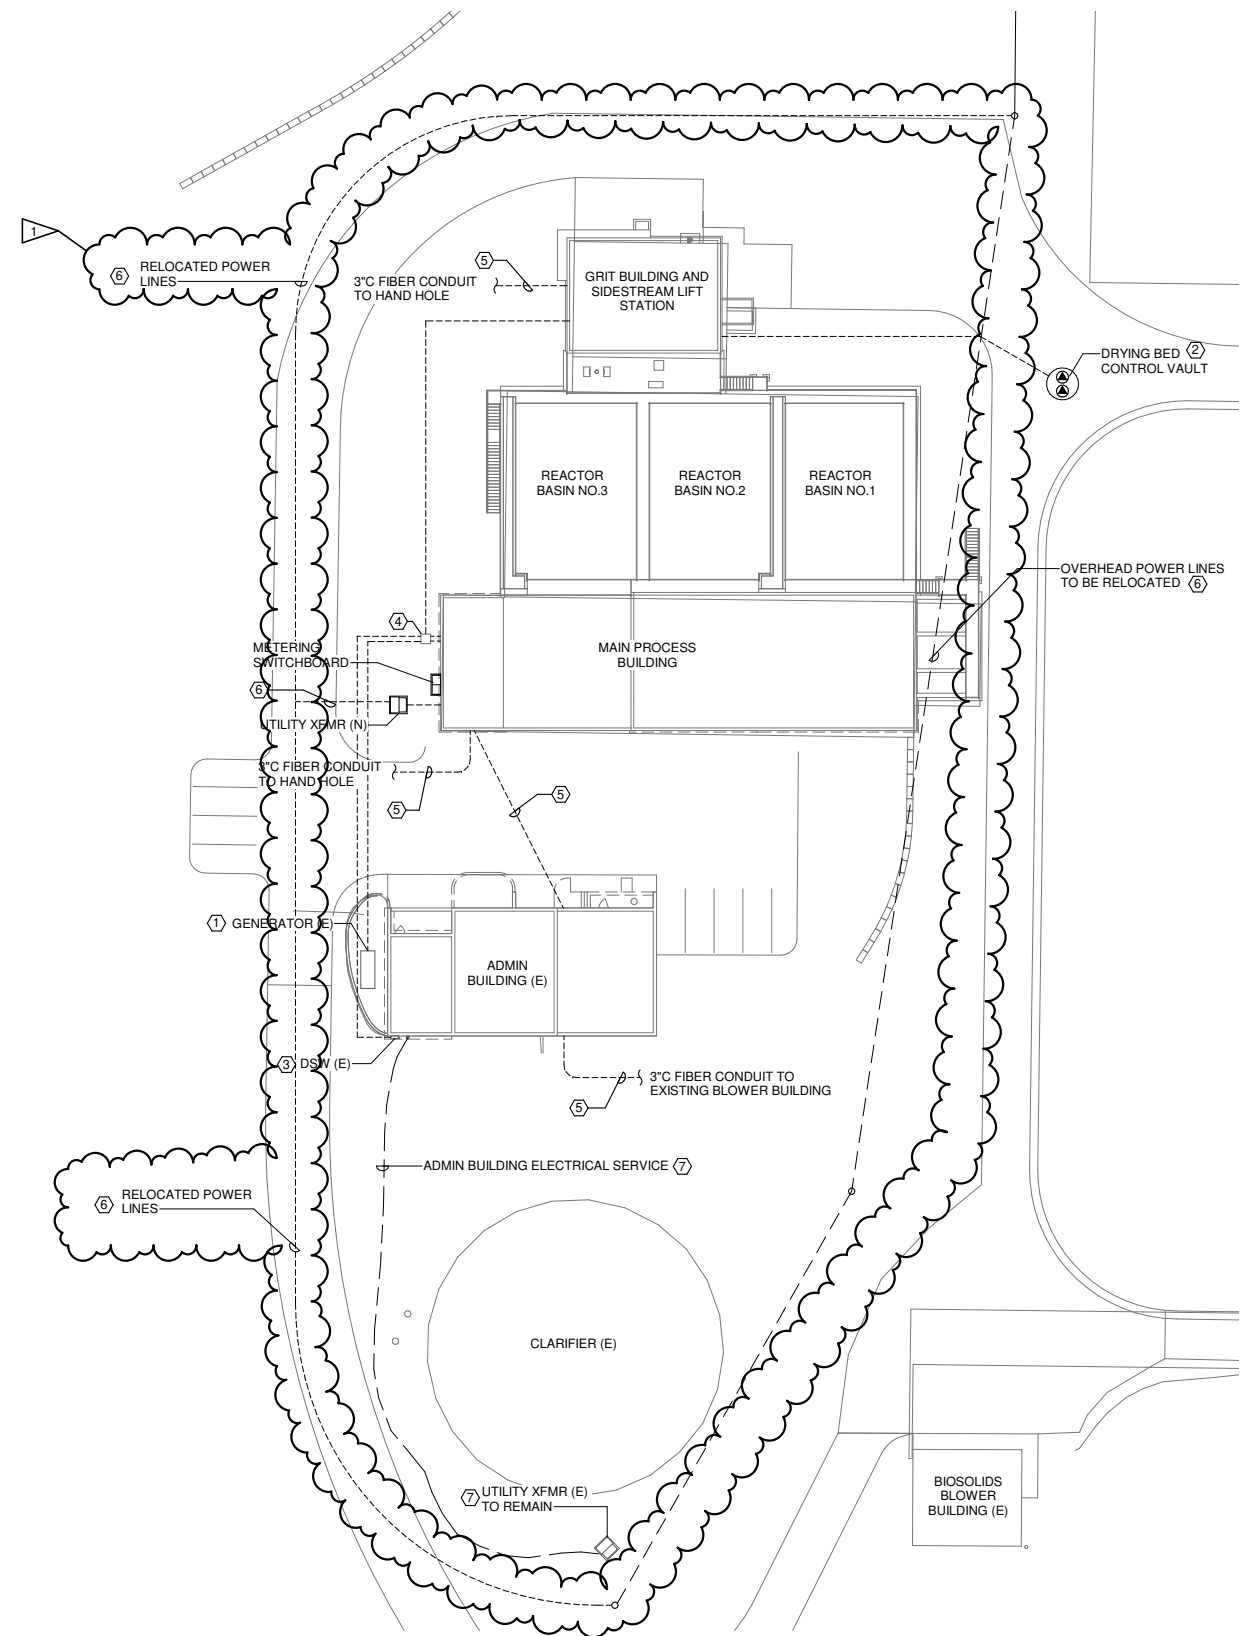 1
6
RELOCATED POWER
LINES
5
3"C FIBER CONDUIT
TO HAND HOLE
GRIT BUILDING AND
SIDESTREAM LIFT
STATION
DRYING BED 2
CONTROL VAULT
REACTOR
BASIN NO.3
REACTOR
BASIN NO.2
REACTOR
BASIN NO.1
OVERHEAD POWER LINES
TO BE RELOCATED 6
4
METERING
SWITCHBOARD
MAIN PROCESS
BUILDING
6
UTILITY XFMR (N)
3"C FIBER CONDUIT
TO HAND HOLE
5
5
1 GENERATOR (E)
ADMIN
BUILDING (E)
3 DSW (E)
3"C FIBER CONDUIT TO
EXISTING BLOWER BUILDING
5
ADMIN BUILDING ELECTRICAL SERVICE 7
6
RELOCATED POWER
LINES
CLARIFIER (E)
7 UTILITY XFMR (E)
TO REMAIN
BIOSOLIDS
BLOWER
BUILDING (E)